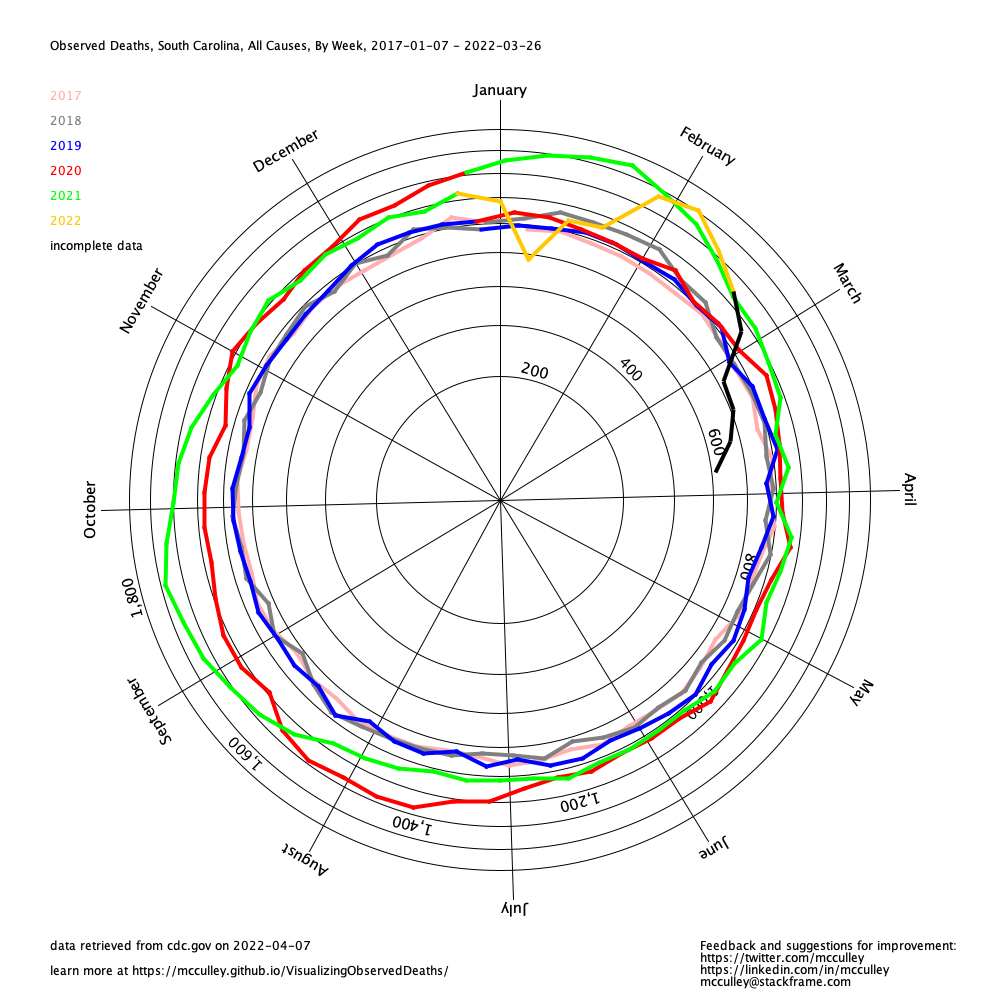 Observed Deaths, South Carolina, All Causes, By Week, 2017-01-07 - 2022-03-26
January
2017
2018
2019
2020
2021
2022
incomplete data
December
February
November
March
200
400
600
October
April
800
1,800
September
May
1,000
1,600
1,200
1,400
August
June
July
data retrieved from cdc.gov on 2022-04-07
learn more at https://mcculley.github.io/VisualizingObservedDeaths/
Feedback and suggestions for improvement:
https://twitter.com/mcculley
https://linkedin.com/in/mcculley
mcculley@stackframe.com